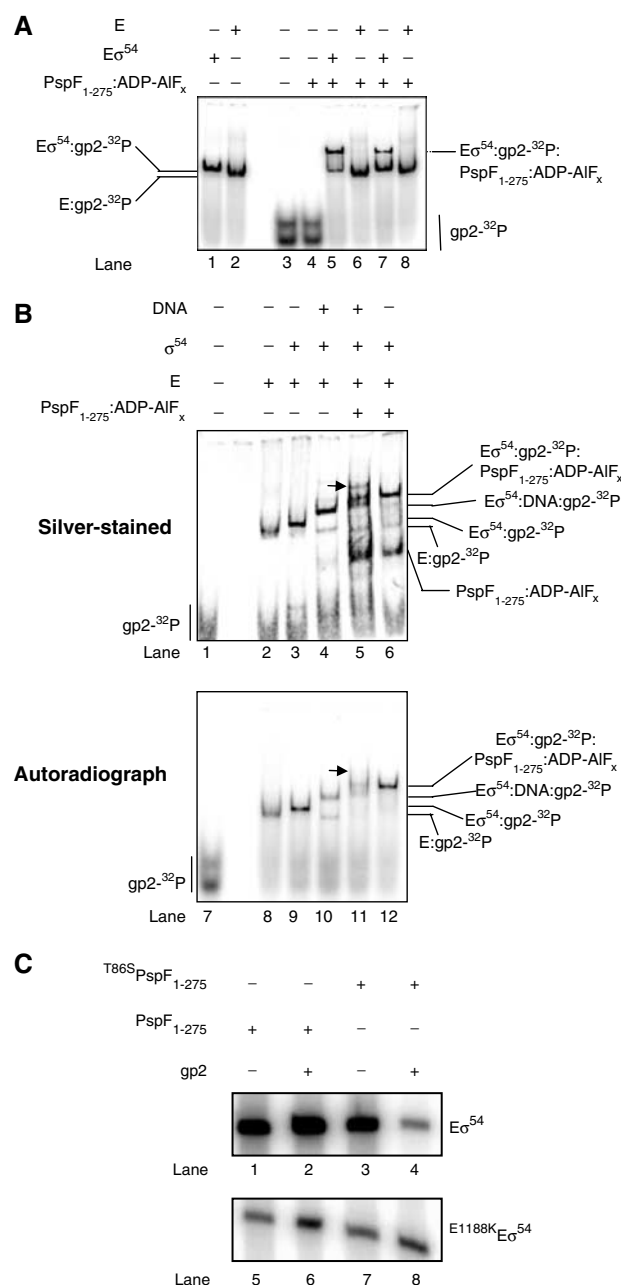 A
E – + – – – + – +
Eσ⁵⁴ + – – – + – + –
PspF₁₋₂₇₅:ADP-AlFₓ – – – + + + + +
Eσ⁵⁴:gp2-³²P
E:gp2-³²P
Eσ⁵⁴:gp2-³²P:
PspF₁₋₂₇₅:ADP-AlFₓ
gp2-³²P
Lane 1 2 3 4 5 6 7 8
B
DNA – – – + + –
σ⁵⁴ – – + + + +
E – + + + + +
PspF₁₋₂₇₅:ADP-AlFₓ – – – – + +
Silver-stained
Eσ⁵⁴:gp2-³²P:
PspF₁₋₂₇₅:ADP-AlFₓ
Eσ⁵⁴:DNA:gp2-³²P
Eσ⁵⁴:gp2-³²P
E:gp2-³²P
PspF₁₋₂₇₅:ADP-AlFₓ
gp2-³²P
Lane 1 2 3 4 5 6
Autoradiograph
Eσ⁵⁴:gp2-³²P:
PspF₁₋₂₇₅:ADP-AlFₓ
Eσ⁵⁴:DNA:gp2-³²P
Eσ⁵⁴:gp2-³²P
E:gp2-³²P
gp2-³²P
Lane 7 8 9 10 11 12
C
ᵀ⁸⁶ˢPspF₁₋₂₇₅ – – + +
PspF₁₋₂₇₅ + + – –
gp2 – + – +
Eσ⁵⁴
Lane 1 2 3 4
ᴱ¹¹⁸⁸ᴷEσ⁵⁴
Lane 5 6 7 8